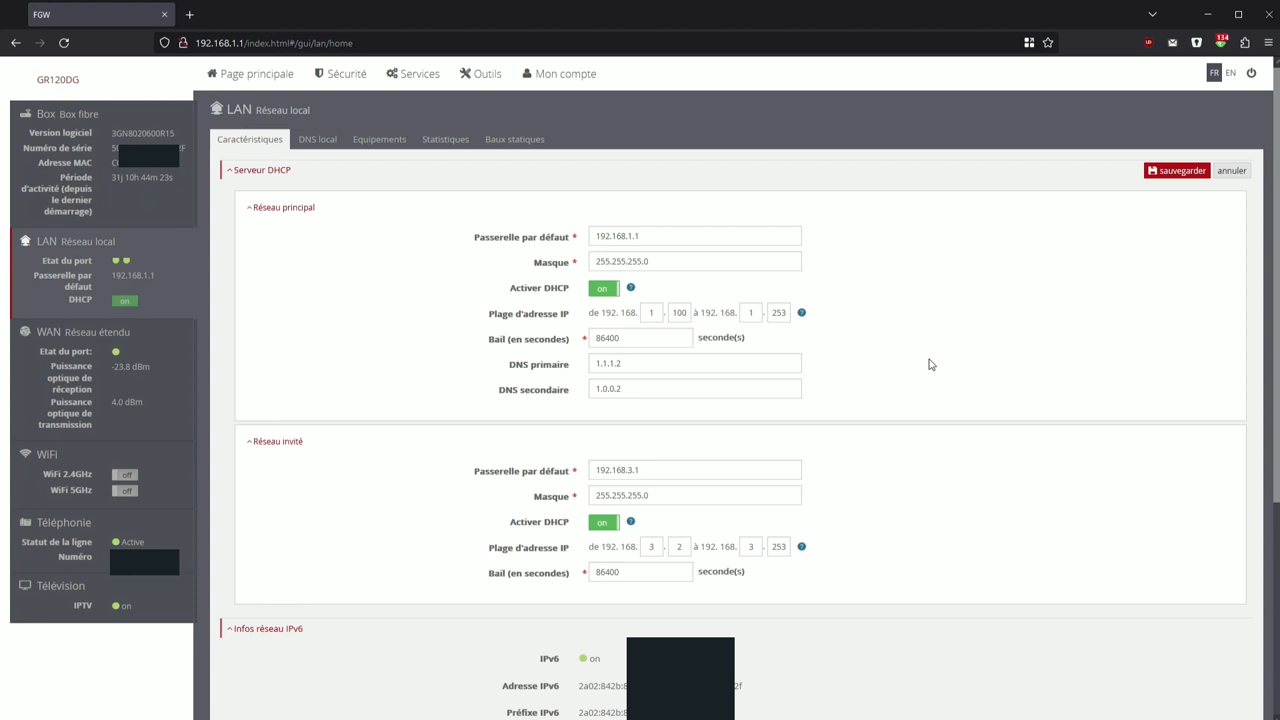 FGW
192.168.1.1/index.html#/gui/lan/home
134
GR120DG
Page principale
Sécurité
Services
Outils
Mon compte
FR
EN
Box Box fibre
Version logiciel 3GN8020600R15
Numéro de série
Adresse MAC
Période d'activité (depuis le dernier démarrage) 31j 10h 44m 23s
LAN Réseau local
Etat du port
Passerelle par défaut 192.168.1.1
DHCP on
WAN Réseau étendu
Etat du port:
Puissance optique de réception -23.8 dBm
Puissance optique de transmission 4.0 dBm
WiFi
WiFi 2.4GHz off
WiFi 5GHz off
Téléphonie
Statut de la ligne Active
Numéro
Télévision
IPTV on
LAN Réseau local
Caractéristiques
DNS local
Equipements
Statistiques
Baux statiques
Serveur DHCP
sauvegarder
annuler
Réseau principal
Passerelle par défaut * 192.168.1.1
Masque * 255.255.255.0
Activer DHCP on
Plage d'adresse IP de 192. 168. 1 . 100 à 192. 168. 1 . 253
Bail (en secondes) * 86400 seconde(s)
DNS primaire 1.1.1.2
DNS secondaire 1.0.0.2
Réseau invité
Passerelle par défaut * 192.168.3.1
Masque * 255.255.255.0
Activer DHCP on
Plage d'adresse IP de 192. 168. 3 . 2 à 192. 168. 3 . 253
Bail (en secondes) * 86400 seconde(s)
Infos réseau IPv6
IPv6 on
Adresse IPv6 2a02:842b:8 2f
Préfixe IPv6 2a02:842b:8